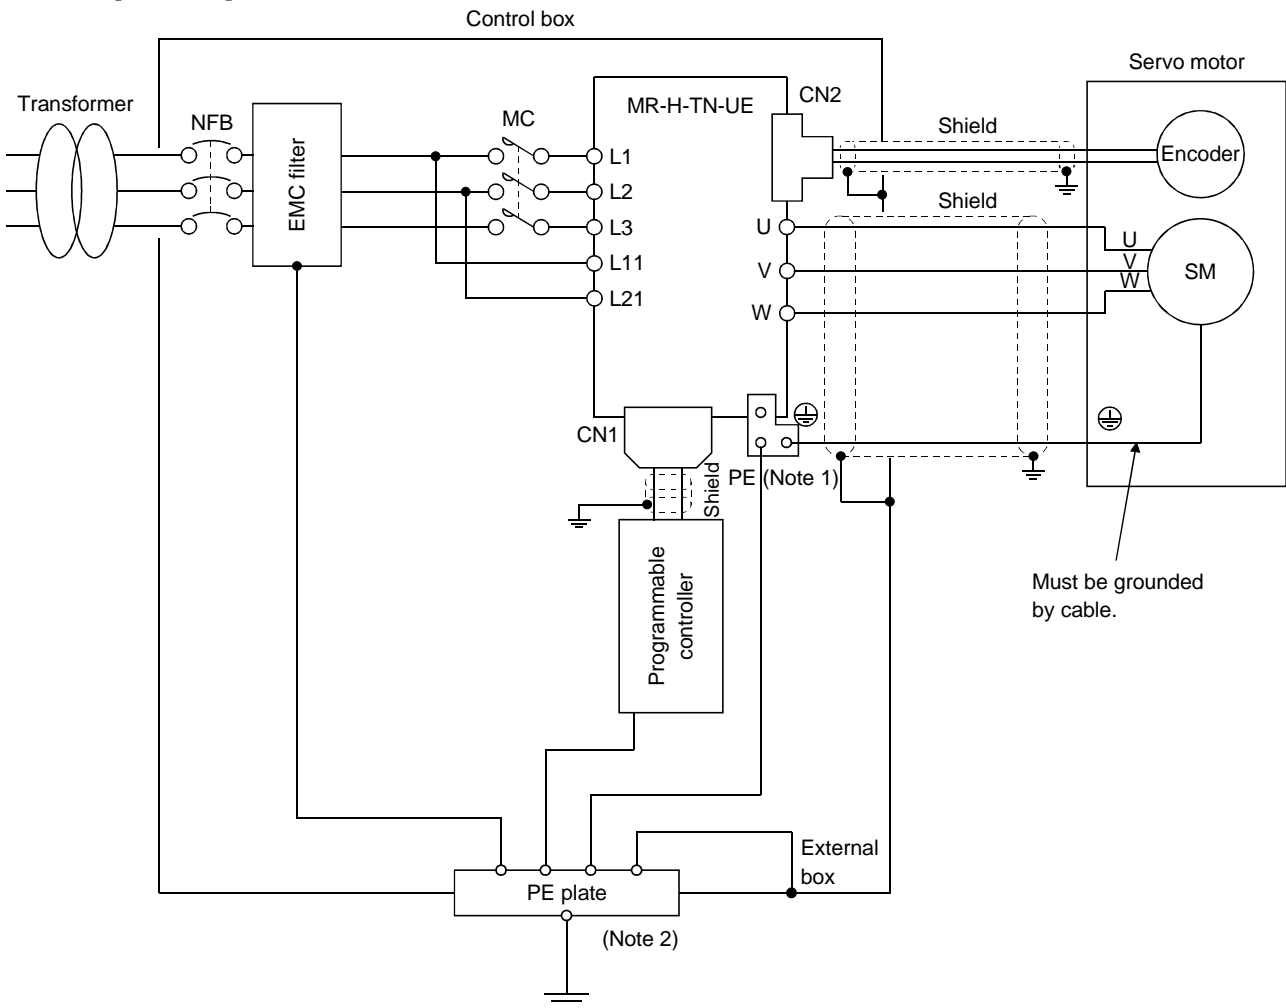 Control box
Servo motor
Transformer
NFB
EMC filter
MC
MR-H-TN-UE
CN2
Shield
Encoder
L1
L2
L3
L11
L21
Shield
U
V
W
U
V
W
SM
CN1
Shield
PE (Note 1)
Programmable
controller
Must be grounded
by cable.
External
box
PE plate
(Note 2)